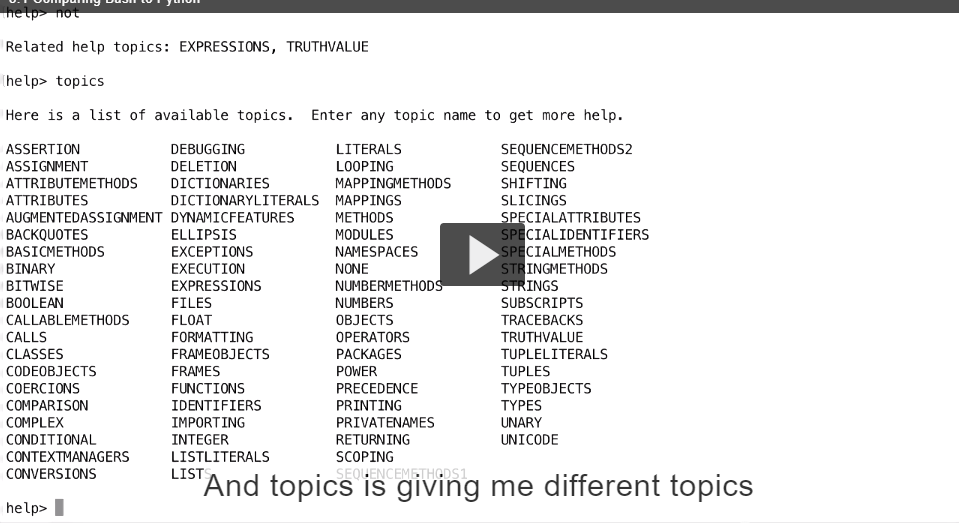 help> not
Related help topics: EXPRESSIONS, TRUTHVALUE
help> topics
Here is a list of available topics.  Enter any topic name to get more help.
ASSERTION DEBUGGING LITERALS SEQUENCEMETHODS2
ASSIGNMENT DELETION LOOPING SEQUENCES
ATTRIBUTEMETHODS DICTIONARIES MAPPINGMETHODS SHIFTING
ATTRIBUTES DICTIONARYLITERALS MAPPINGS SLICINGS
AUGMENTEDASSIGNMENT DYNAMICFEATURES METHODS SPECIALATTRIBUTES
BACKQUOTES ELLIPSIS MODULES SPECIALIDENTIFIERS
BASICMETHODS EXCEPTIONS NAMESPACES SPECIALMETHODS
BINARY EXECUTION NONE STRINGMETHODS
BITWISE EXPRESSIONS NUMBERMETHODS STRINGS
BOOLEAN FILES NUMBERS SUBSCRIPTS
CALLABLEMETHODS FLOAT OBJECTS TRACEBACKS
CALLS FORMATTING OPERATORS TRUTHVALUE
CLASSES FRAMEOBJECTS PACKAGES TUPLELITERALS
CODEOBJECTS FRAMES POWER TUPLES
COERCIONS FUNCTIONS PRECEDENCE TYPEOBJECTS
COMPARISON IDENTIFIERS PRINTING TYPES
COMPLEX IMPORTING PRIVATENAMES UNARY
CONDITIONAL INTEGER RETURNING UNICODE
CONTEXTMANAGERS LISTLITERALS SCOPING
CONVERSIONS LISTS SEQUENCEMETHODS1
And topics is giving me different topics
help>